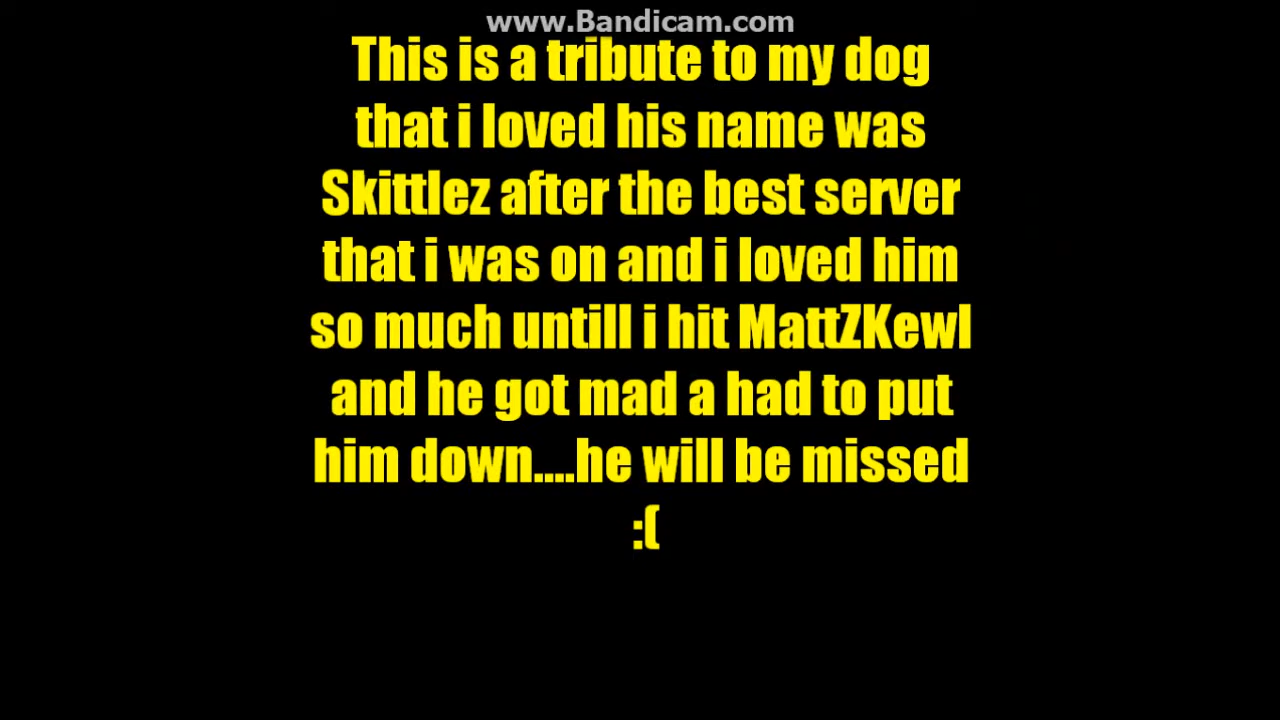 www.Bandicam.com
This is a tribute to my dog
that i loved his name was
Skittlez after the best server
that i was on and i loved him
so much untill i hit MattZKewl
and he got mad a had to put
him down....he will be missed
:(